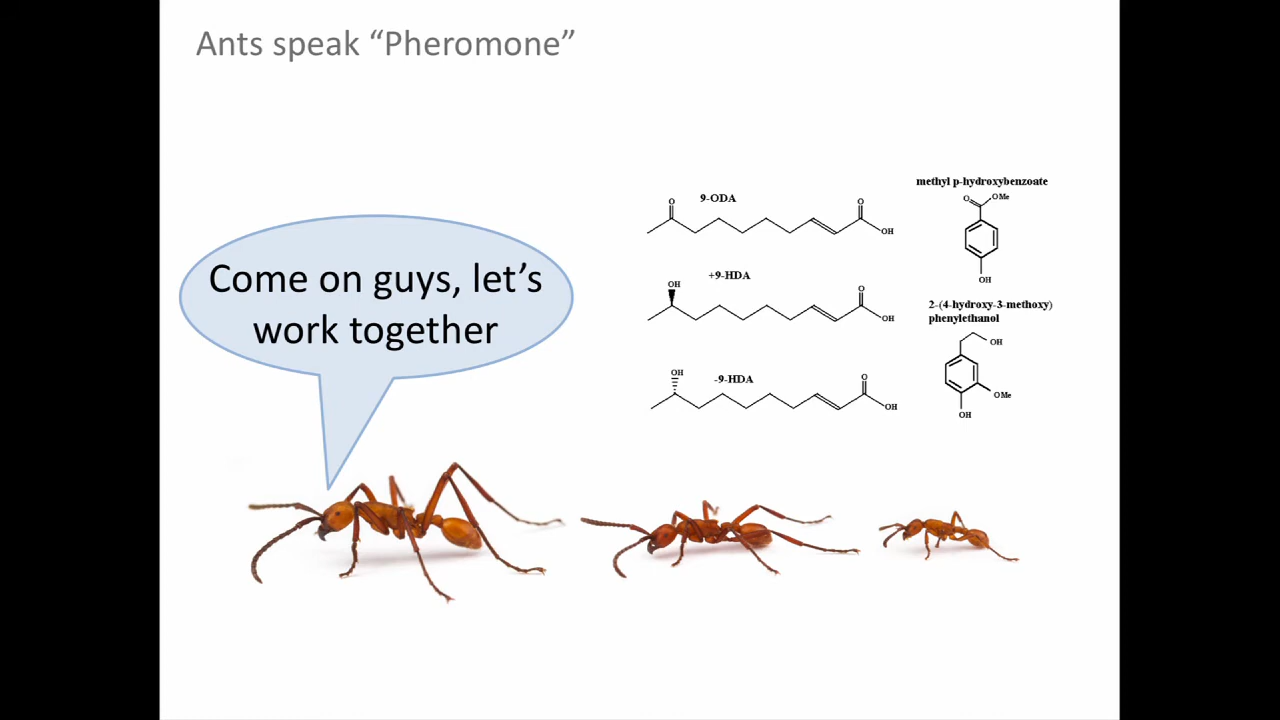 Ants speak “Pheromone”
Come on guys, let’s
work together
9-ODA
O
O
OH
+9-HDA
OH
O
OH
-9-HDA
OH
O
OH
methyl p-hydroxybenzoate
O
OMe
OH
2-(4-hydroxy-3-methoxy)
phenylethanol
OH
OMe
OH